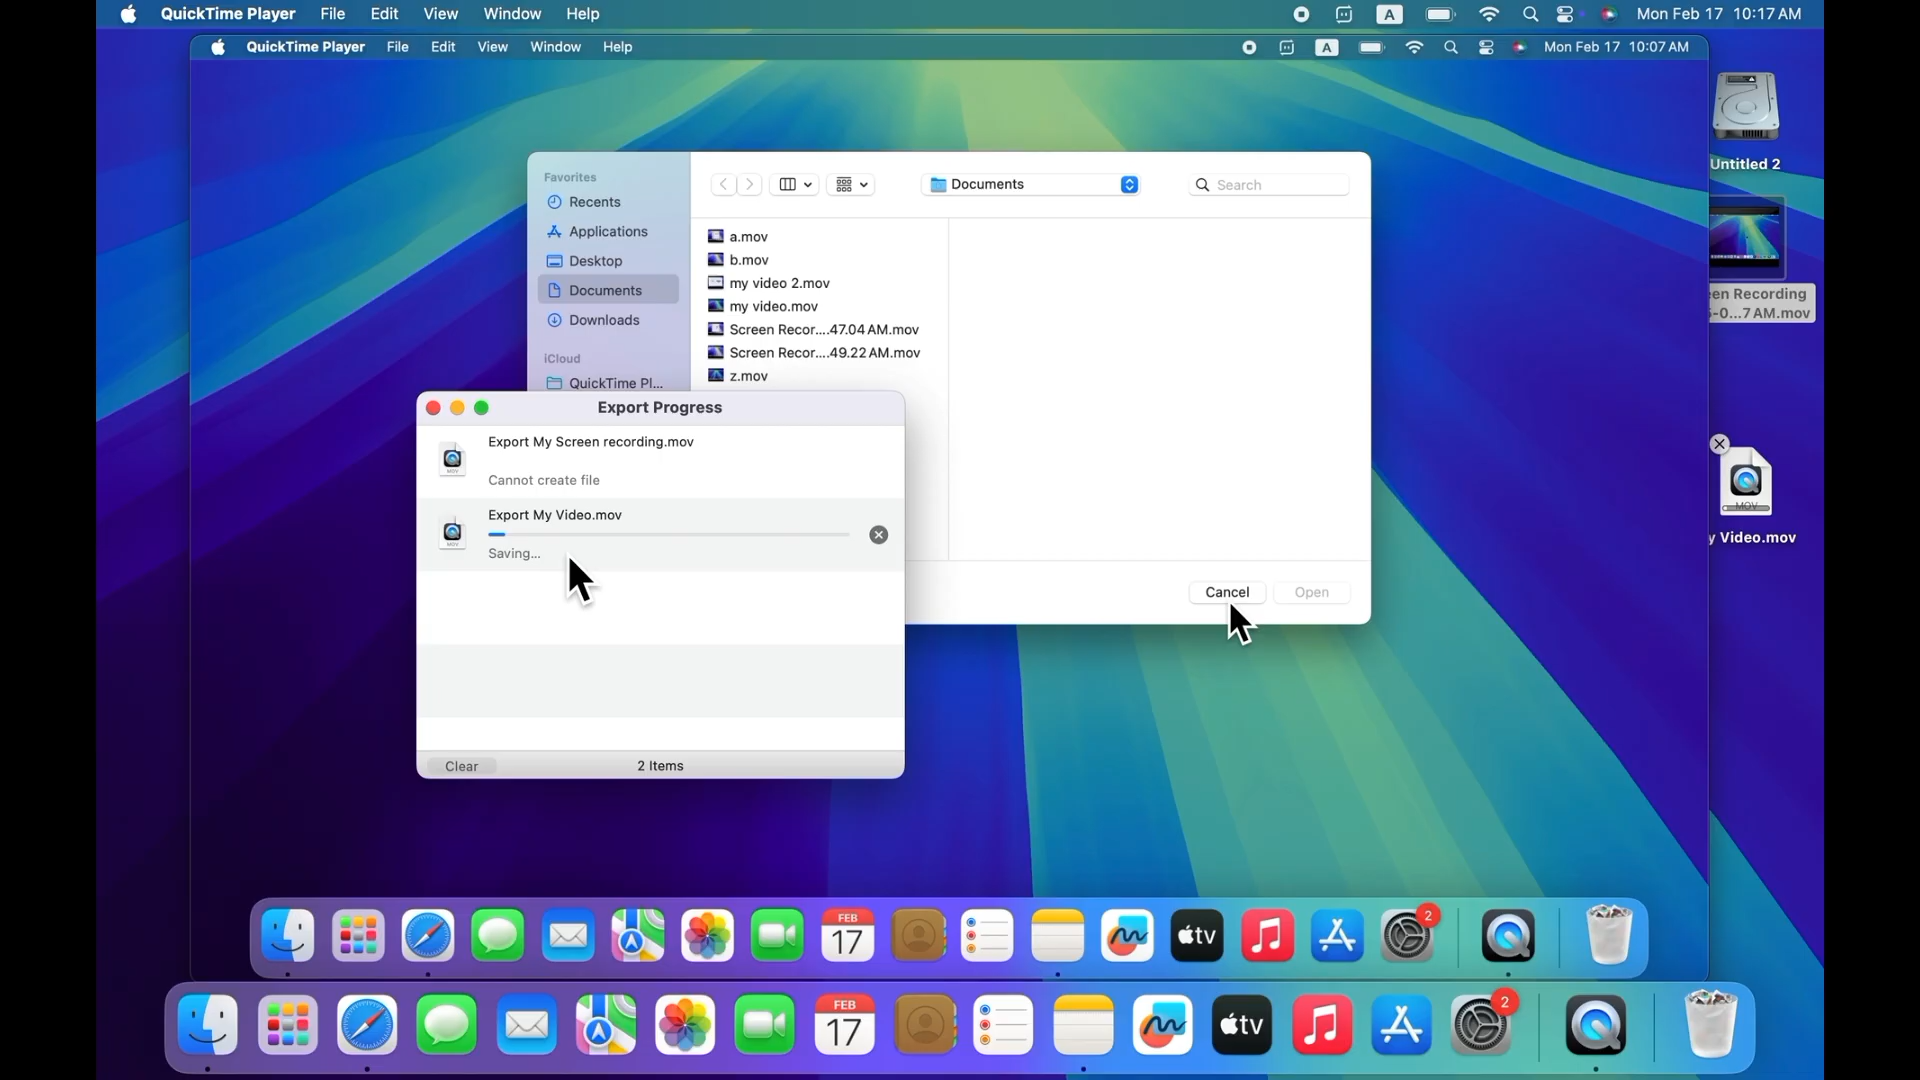 QuickTime Player File Edit View Window Help A Mon Feb 17 10:17 AM
QuickTime Player File Edit View Window Help A Mon Feb 17 10:07 AM
Untitled 2
en Recording
-0...7 AM.mov
y Video.mov
MOV
Favorites
Recents
Applications
Desktop
Documents
Downloads
iCloud
QuickTime Pl...
Documents
Search
a.mov
b.mov
my video 2.mov
my video.mov
Screen Recor....47.04 AM.mov
Screen Recor....49.22 AM.mov
z.mov
Cancel Open
Export Progress
Export My Screen recording.mov
Cannot create file
Export My Video.mov
Saving...
Clear 2 Items
FEB
17
tv
2
FEB
17
tv
2